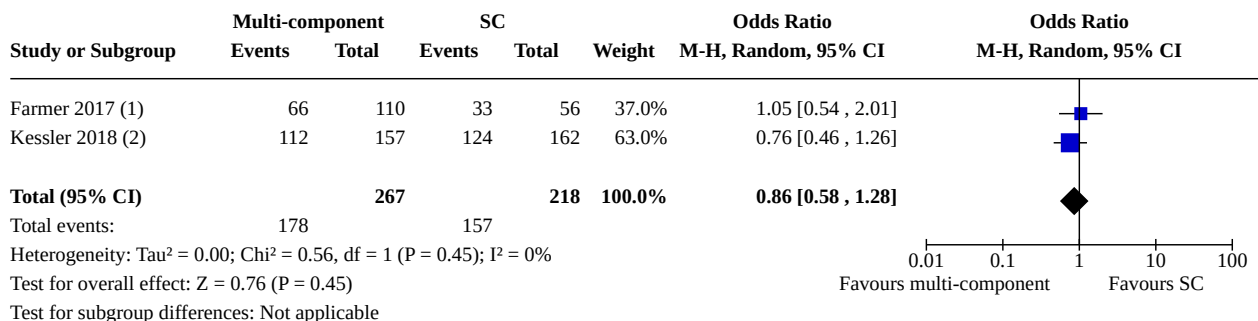 Multi-component SC Odds Ratio Odds Ratio
Study or Subgroup Events Total Events Total Weight M-H, Random, 95% CI M-H, Random, 95% CI
Farmer 2017 (1) 66 110 33 56 37.0% 1.05 [0.54 , 2.01]
Kessler 2018 (2) 112 157 124 162 63.0% 0.76 [0.46 , 1.26]
Total (95% CI) 267 218 100.0% 0.86 [0.58 , 1.28]
Total events: 178 157
Heterogeneity: Tau² = 0.00; Chi² = 0.56, df = 1 (P = 0.45); I² = 0%
0.01 0.1 1 10 100
Test for overall effect: Z = 0.76 (P = 0.45) Favours multi-component Favours SC
Test for subgroup differences: Not applicable